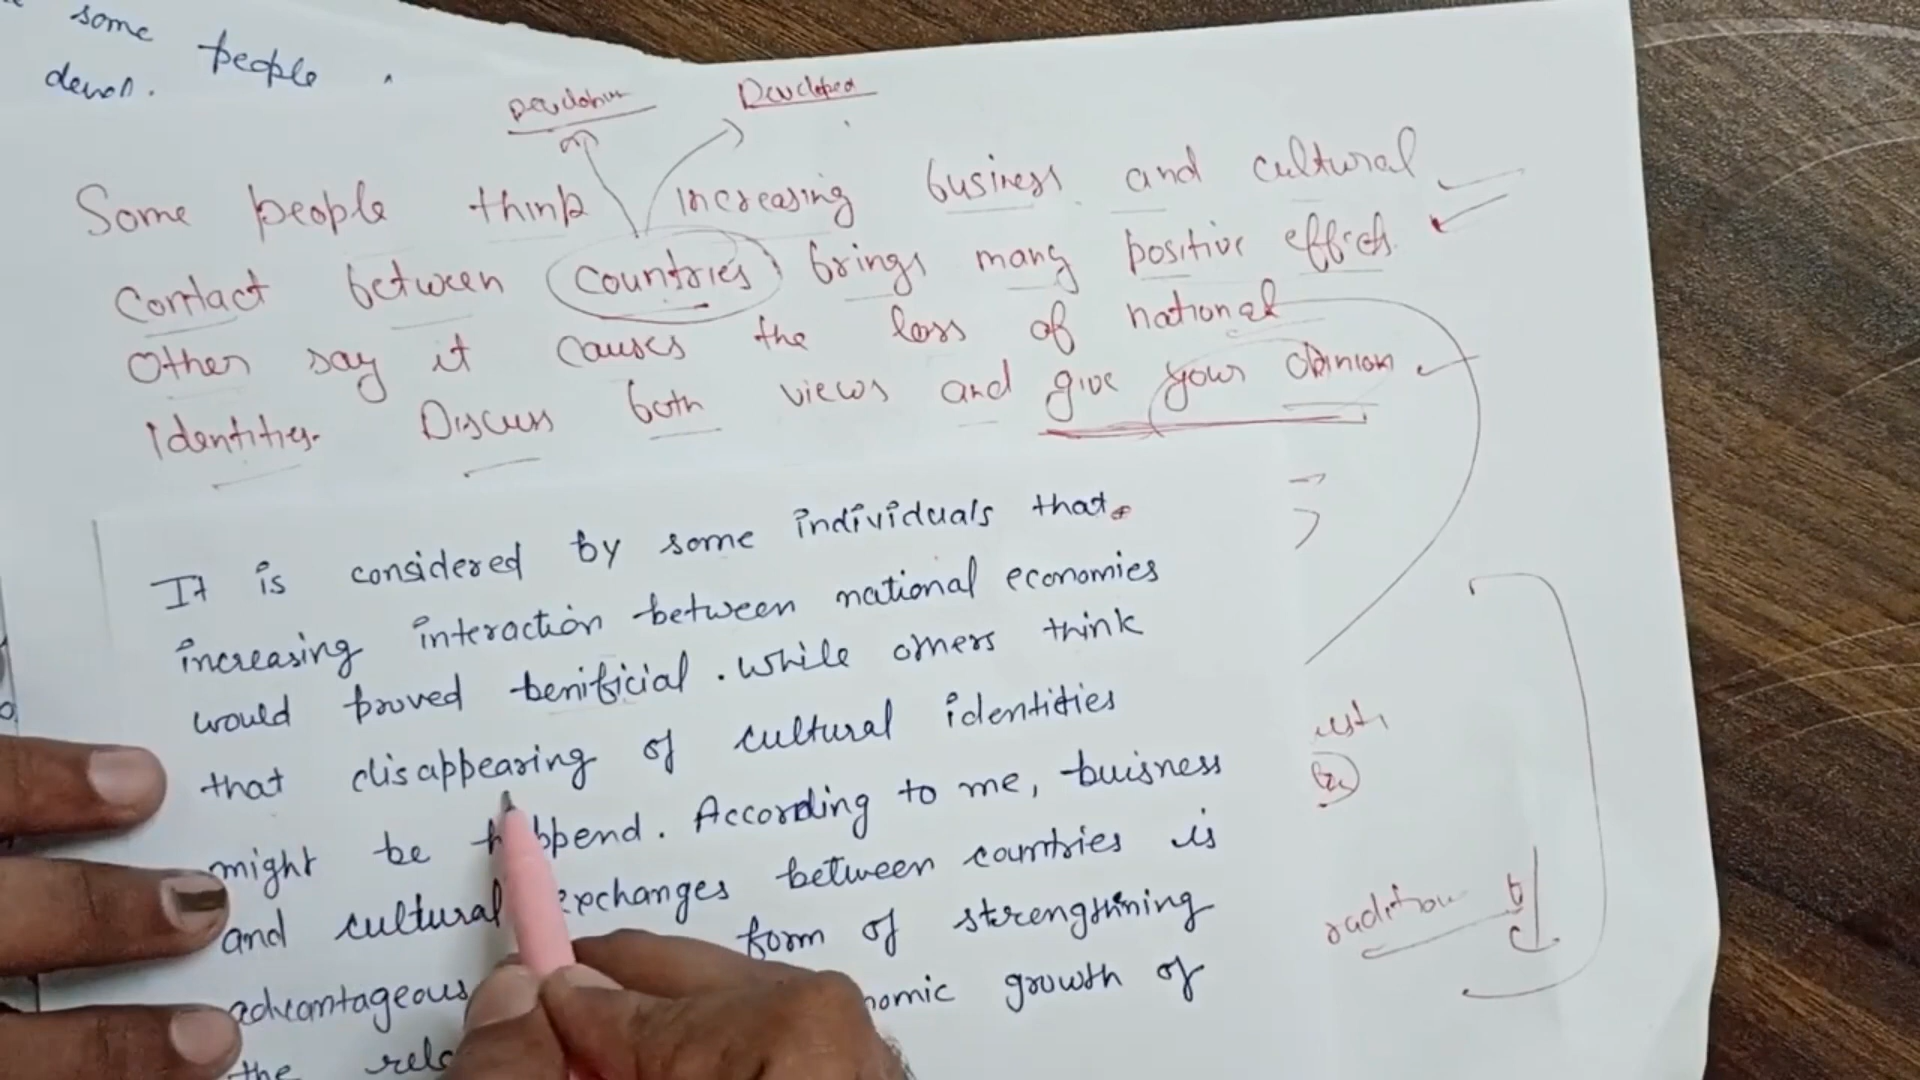 some people.
devel.
Developed
Some people think increasing business and cultural
Contact between Countries brings many positive effects.
Other say it causes the loss of national
identities. Discuss both views and give your opinion
It is considered by some individuals that
increasing interaction between national economies
would proved benificial. While others think
that disappearing of cultural identities
might be happend. According to me, buisness
and cultural exchanges between countries is
advantageous form of strengthining
growth of
the